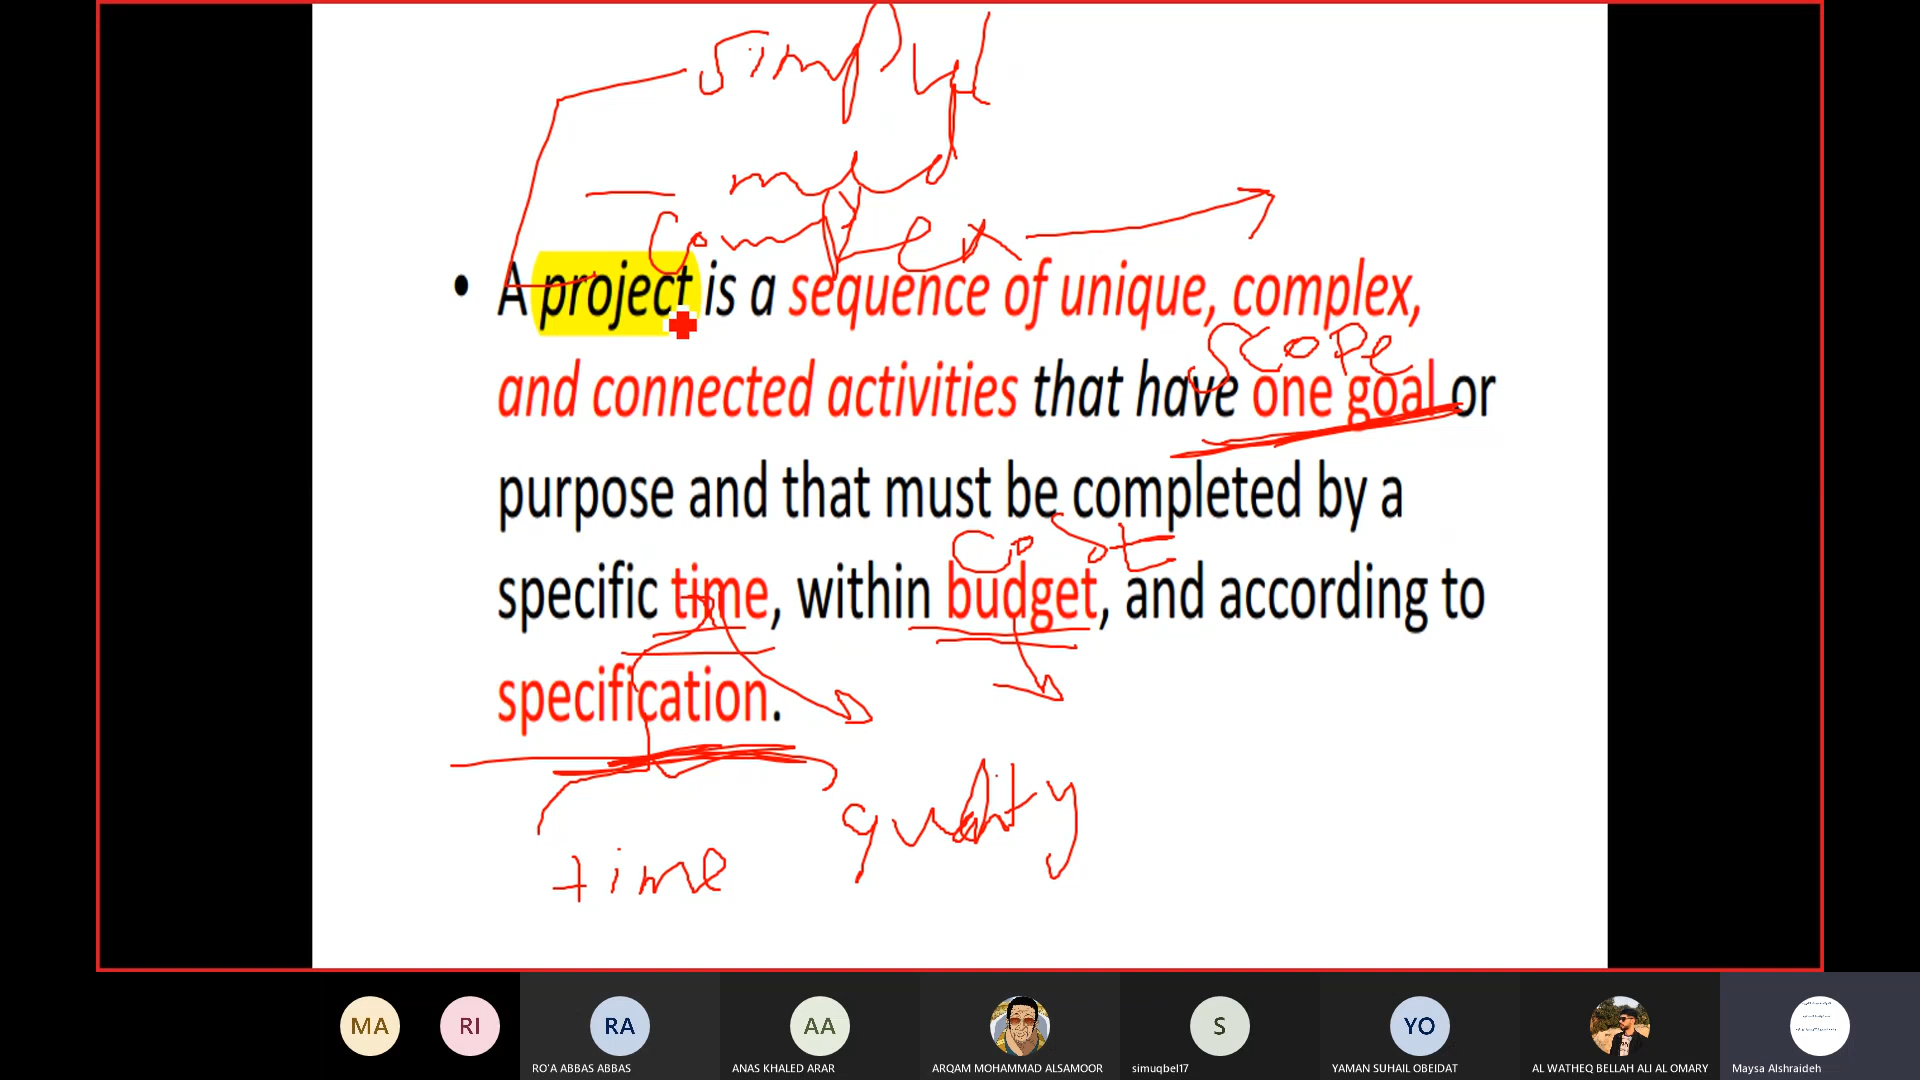 simple
med
Complex
• A project is a sequence of unique, complex,
scope
and connected activities that have one goal or
purpose and that must be completed by a
cost
specific time, within budget, and according to
specification.
quality
time
MA RI RA AA S YO
RO'A ABBAS ABBAS ANAS KHALED ARAR ARQAM MOHAMMAD ALSAMOOR simuqbel17 YAMAN SUHAIL OBEIDAT AL WATHEQ BELLAH ALI AL OMARY Maysa Alshraideh